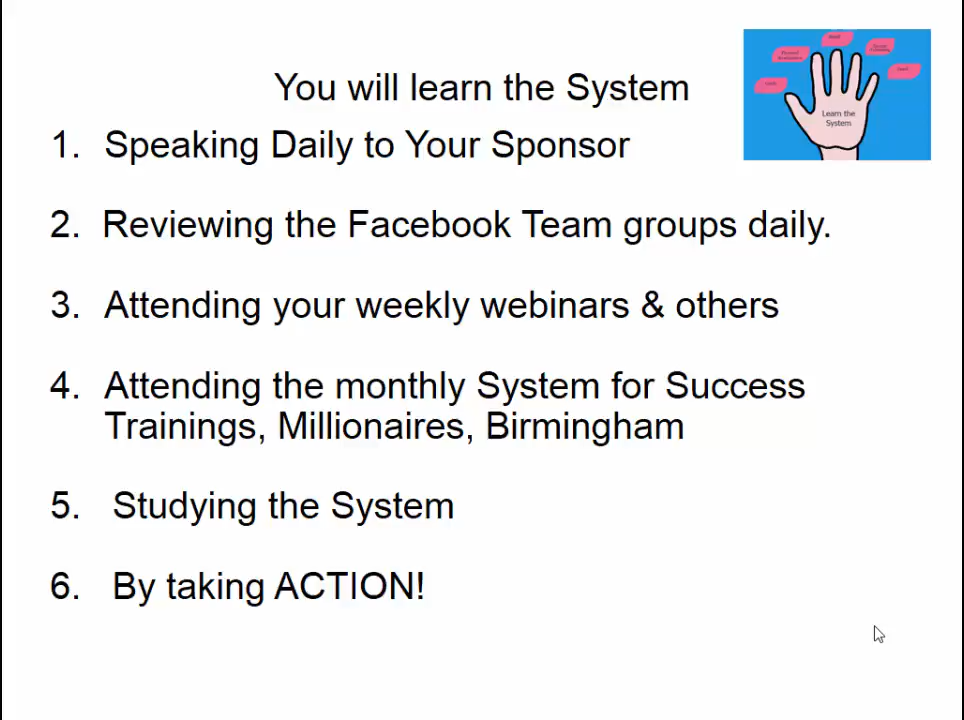 You will learn the System
1. Speaking Daily to Your Sponsor
2. Reviewing the Facebook Team groups daily.
3. Attending your weekly webinars & others
4. Attending the monthly System for Success
Trainings, Millionaires, Birmingham
5. Studying the System
6. By taking ACTION!
Learn the
System